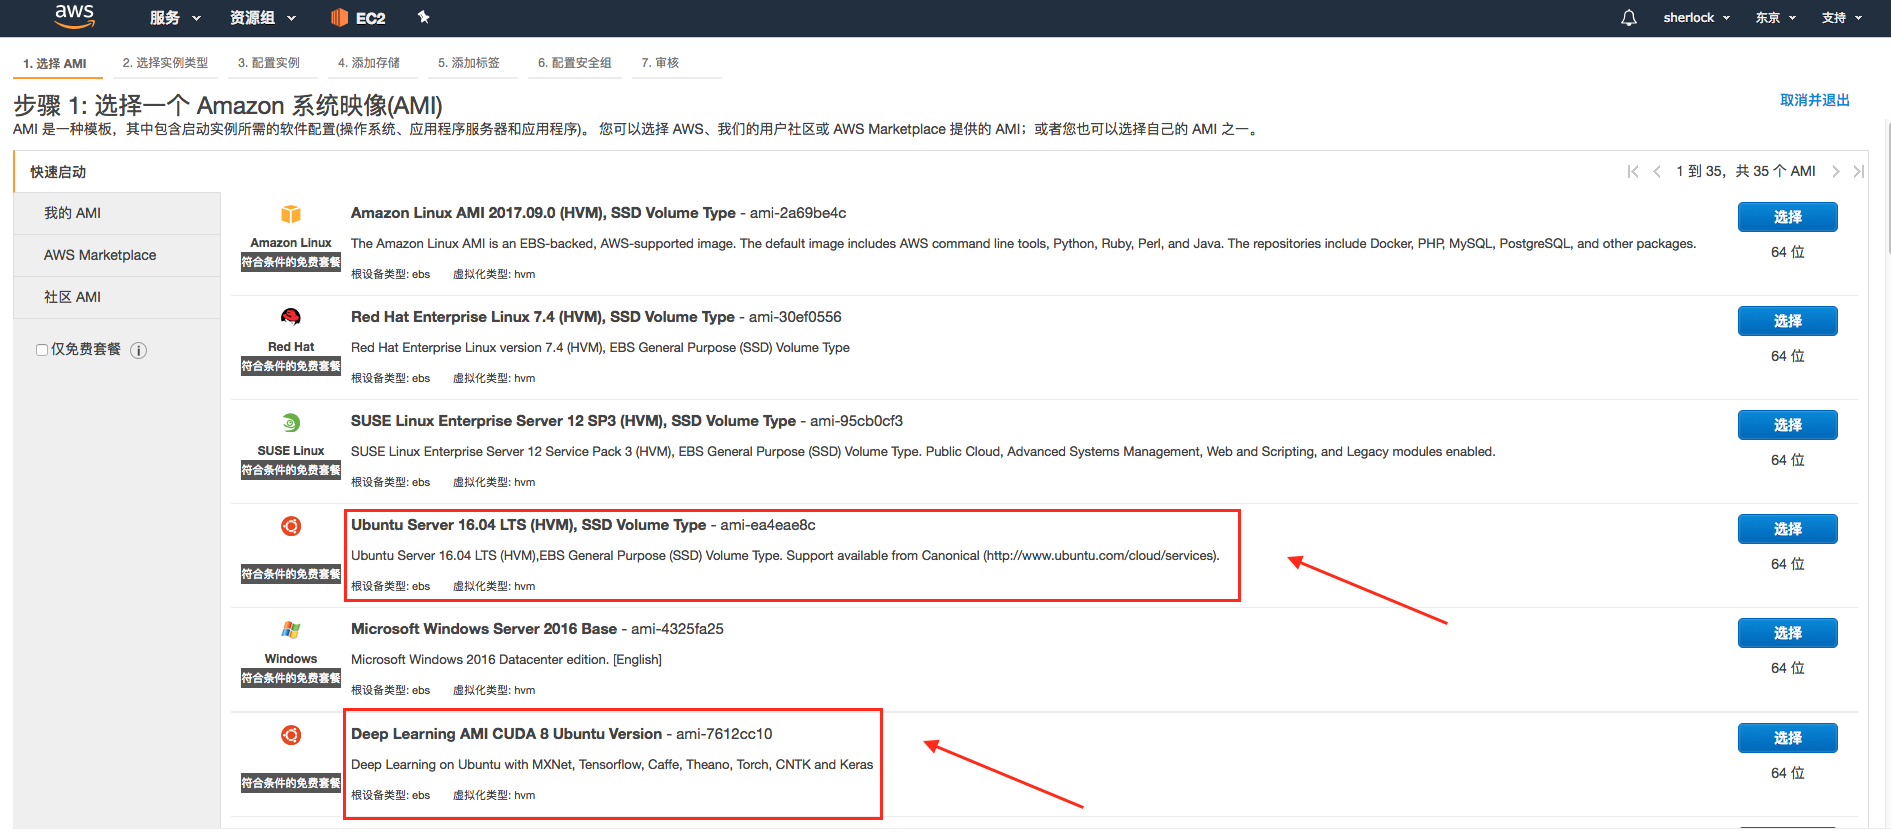 aws 服务 资源组 EC2 sherlock 东京 支持
1. 选择 AMI 2. 选择实例类型 3. 配置实例 4. 添加存储 5. 添加标签 6. 配置安全组 7. 审核
步骤 1: 选择一个 Amazon 系统映像(AMI)
取消并退出
AMI 是一种模板，其中包含启动实例所需的软件配置(操作系统、应用程序服务器和应用程序)。 您可以选择 AWS、我们的用户社区或 AWS Marketplace 提供的 AMI；或者您也可以选择自己的 AMI 之一。
快速启动
我的 AMI
AWS Marketplace
社区 AMI
仅免费套餐
1 到 35，共 35 个 AMI
Amazon Linux
符合条件的免费套餐
Amazon Linux AMI 2017.09.0 (HVM), SSD Volume Type - ami-2a69be4c
The Amazon Linux AMI is an EBS-backed, AWS-supported image. The default image includes AWS command line tools, Python, Ruby, Perl, and Java. The repositories include Docker, PHP, MySQL, PostgreSQL, and other packages.
根设备类型: ebs 虚拟化类型: hvm
选择
64 位
Red Hat
符合条件的免费套餐
Red Hat Enterprise Linux 7.4 (HVM), SSD Volume Type - ami-30ef0556
Red Hat Enterprise Linux version 7.4 (HVM), EBS General Purpose (SSD) Volume Type
根设备类型: ebs 虚拟化类型: hvm
选择
64 位
SUSE Linux
符合条件的免费套餐
SUSE Linux Enterprise Server 12 SP3 (HVM), SSD Volume Type - ami-95cb0cf3
SUSE Linux Enterprise Server 12 Service Pack 3 (HVM), EBS General Purpose (SSD) Volume Type. Public Cloud, Advanced Systems Management, Web and Scripting, and Legacy modules enabled.
根设备类型: ebs 虚拟化类型: hvm
选择
64 位
符合条件的免费套餐
Ubuntu Server 16.04 LTS (HVM), SSD Volume Type - ami-ea4eae8c
Ubuntu Server 16.04 LTS (HVM),EBS General Purpose (SSD) Volume Type. Support available from Canonical (http://www.ubuntu.com/cloud/services).
根设备类型: ebs 虚拟化类型: hvm
选择
64 位
Windows
符合条件的免费套餐
Microsoft Windows Server 2016 Base - ami-4325fa25
Microsoft Windows 2016 Datacenter edition. [English]
根设备类型: ebs 虚拟化类型: hvm
选择
64 位
符合条件的免费套餐
Deep Learning AMI CUDA 8 Ubuntu Version - ami-7612cc10
Deep Learning on Ubuntu with MXNet, Tensorflow, Caffe, Theano, Torch, CNTK and Keras
根设备类型: ebs 虚拟化类型: hvm
选择
64 位